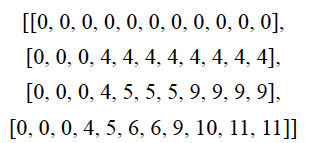 [[0, 0, 0, 0, 0, 0, 0, 0, 0, 0, 0],
[0, 0, 0, 4, 4, 4, 4, 4, 4, 4, 4],
[0, 0, 0, 4, 5, 5, 5, 9, 9, 9, 9],
[0, 0, 0, 4, 5, 6, 6, 9, 10, 11, 11]]